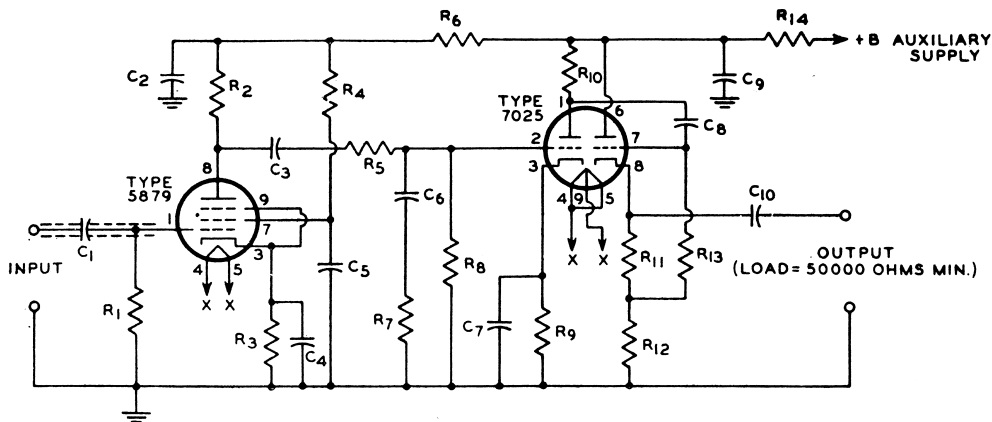 R6
R14
+B AUXILIARY
SUPPLY
C2
R2
R4
R10
C9
TYPE
7025
1
6
C8
2
7
3
8
C3
R5
8
TYPE
5879
C6
4 9 5
C10
9
1
7
3
C1
C5
X X
R11
R13
OUTPUT
(LOAD=50000 OHMS MIN.)
INPUT
4 5
R8
X X
R1
R3
C4
R7
C7
R9
R12